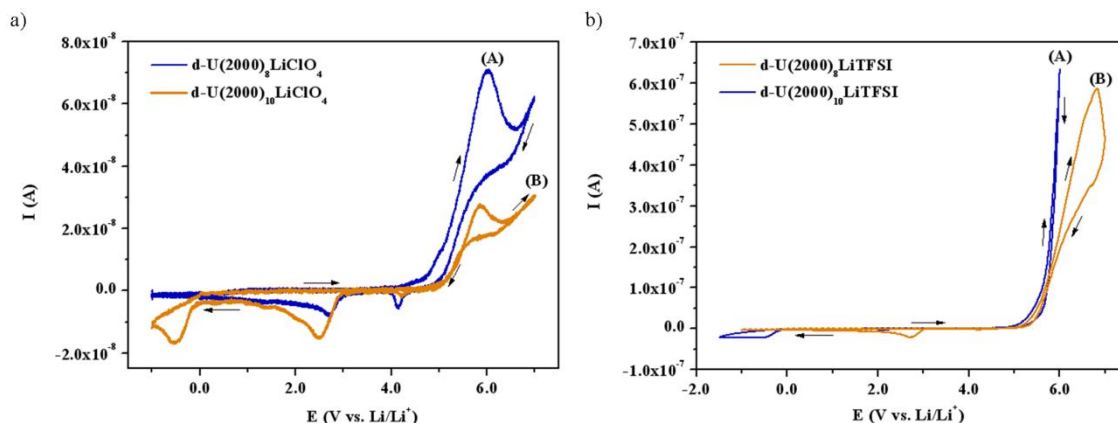 a)
8.0x10⁻⁸
6.0x10⁻⁸
4.0x10⁻⁸
2.0x10⁻⁸
0.0
-2.0x10⁻⁸
I (A)
d-U(2000)₈LiClO₄
d-U(2000)₁₀LiClO₄
(A)
(B)
0.0 2.0 4.0 6.0
E (V vs. Li/Li⁺)
b)
7.0x10⁻⁷
6.0x10⁻⁷
5.0x10⁻⁷
4.0x10⁻⁷
3.0x10⁻⁷
2.0x10⁻⁷
1.0x10⁻⁷
0.0
-1.0x10⁻⁷
I (A)
d-U(2000)₈LiTFSI
d-U(2000)₁₀LiTFSI
(A)
(B)
-2.0 0.0 2.0 4.0 6.0
E (V vs. Li/Li⁺)